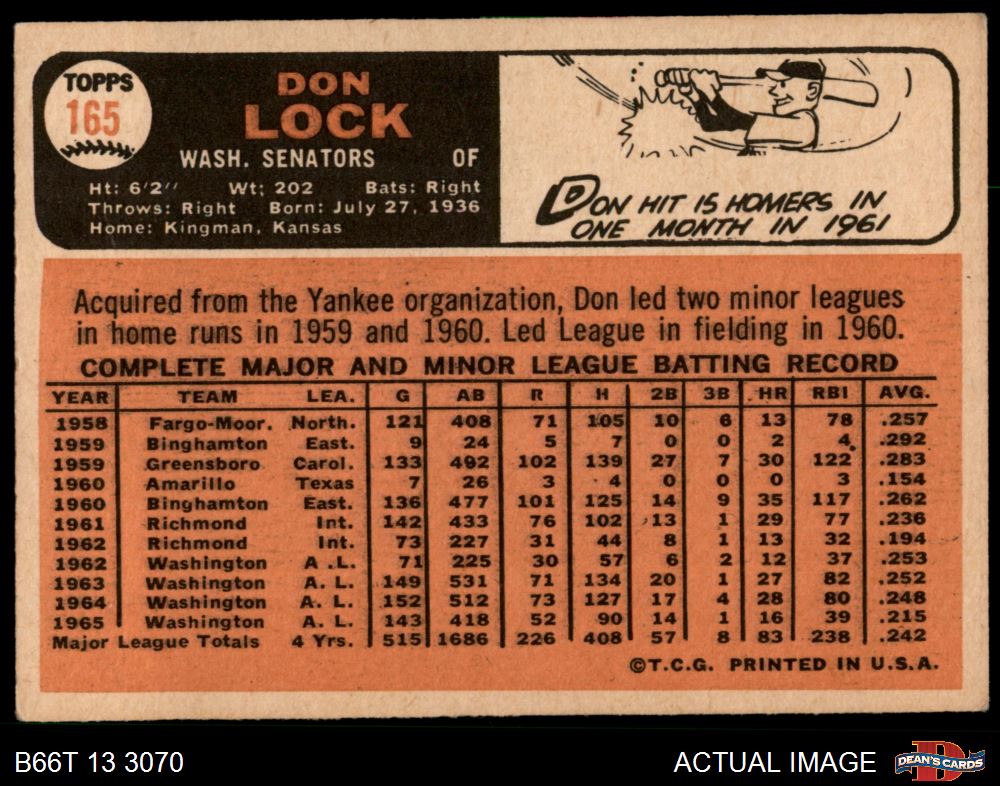 TOPPS
165
DON
LOCK
WASH. SENATORS OF
Ht: 6'2'' Wt: 202 Bats: Right
Throws: Right Born: July 27, 1936
Home: Kingman, Kansas
DON HIT 15 HOMERS IN
ONE MONTH IN 1961
Acquired from the Yankee organization, Don led two minor leagues
in home runs in 1959 and 1960. Led League in fielding in 1960.
COMPLETE MAJOR AND MINOR LEAGUE BATTING RECORD
YEAR TEAM LEA. G AB R H 2B 3B HR RBI AVG.
1958 Fargo-Moor. North. 121 408 71 105 10 6 13 78 .257
1959 Binghamton East. 9 24 5 7 0 0 2 4 .292
1959 Greensboro Carol. 133 492 102 139 27 7 30 122 .283
1960 Amarillo Texas 7 26 3 4 0 0 0 3 .154
1960 Binghamton East. 136 477 101 125 14 9 35 117 .262
1961 Richmond Int. 142 433 76 102 13 1 29 77 .236
1962 Richmond Int. 73 227 31 44 8 1 13 32 .194
1962 Washington A .L. 71 225 30 57 6 2 12 37 .253
1963 Washington A. L. 149 531 71 134 20 1 27 82 .252
1964 Washington A. L. 152 512 73 127 17 4 28 80 .248
1965 Washington A. L. 143 418 52 90 14 1 16 39 .215
Major League Totals 4 Yrs. 515 1686 226 408 57 8 83 238 .242
©T.C.G. PRINTED IN U.S.A.
B66T 13 3070 ACTUAL IMAGE
D
DEAN'S CARDS